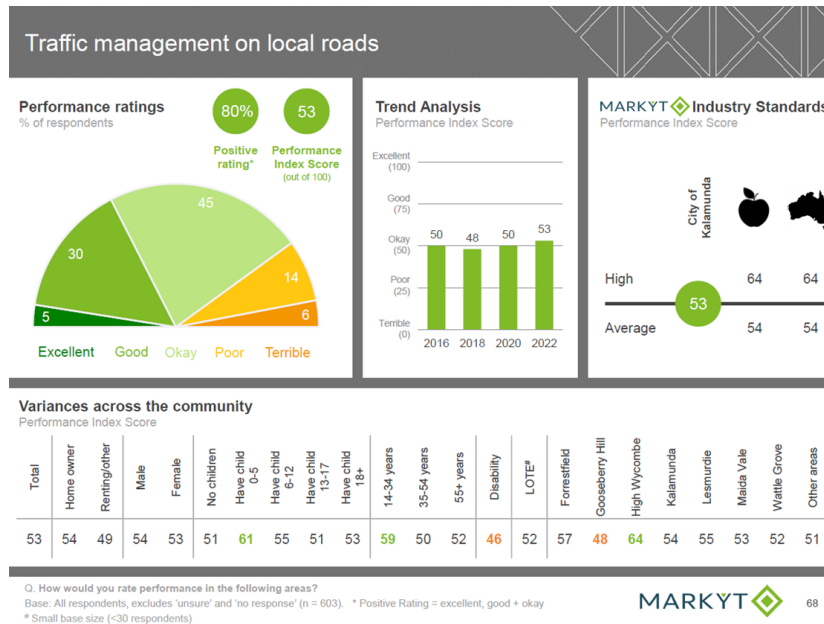 Traffic management on local roads
Performance ratings
% of respondents
80%
Positive
rating*
53
Performance
Index Score
(out of 100)
5
30
45
14
6
Excellent Good Okay Poor Terrible
Trend Analysis
Performance Index Score
Excellent
(100)
Good
(75)
Okay
(50)
Poor
(25)
Terrible
(0)
50 48 50 53
2016 2018 2020 2022
MARKYT Industry Standards
Performance Index Score
City of
Kalamunda
High 64 64
53
Average 54 54
Variances across the community
Performance Index Score
Total
Home owner
Renting/other
Male
Female
No children
Have child
0-5
Have child
6-12
Have child
13-17
Have child
18+
14-34 years
35-54 years
55+ years
Disability
LOTE#
Forrestfield
Gooseberry Hill
High Wycombe
Kalamunda
Lesmurdie
Maida Vale
Wattle Grove
Other areas
53 54 49 54 53 51 61 55 51 53 59 50 52 46 52 57 48 64 54 55 53 52 51
Q. How would you rate performance in the following areas?
Base: All respondents, excludes 'unsure' and 'no response' (n = 603). * Positive Rating = excellent, good + okay
# Small base size (<30 respondents)
MARKYT
68